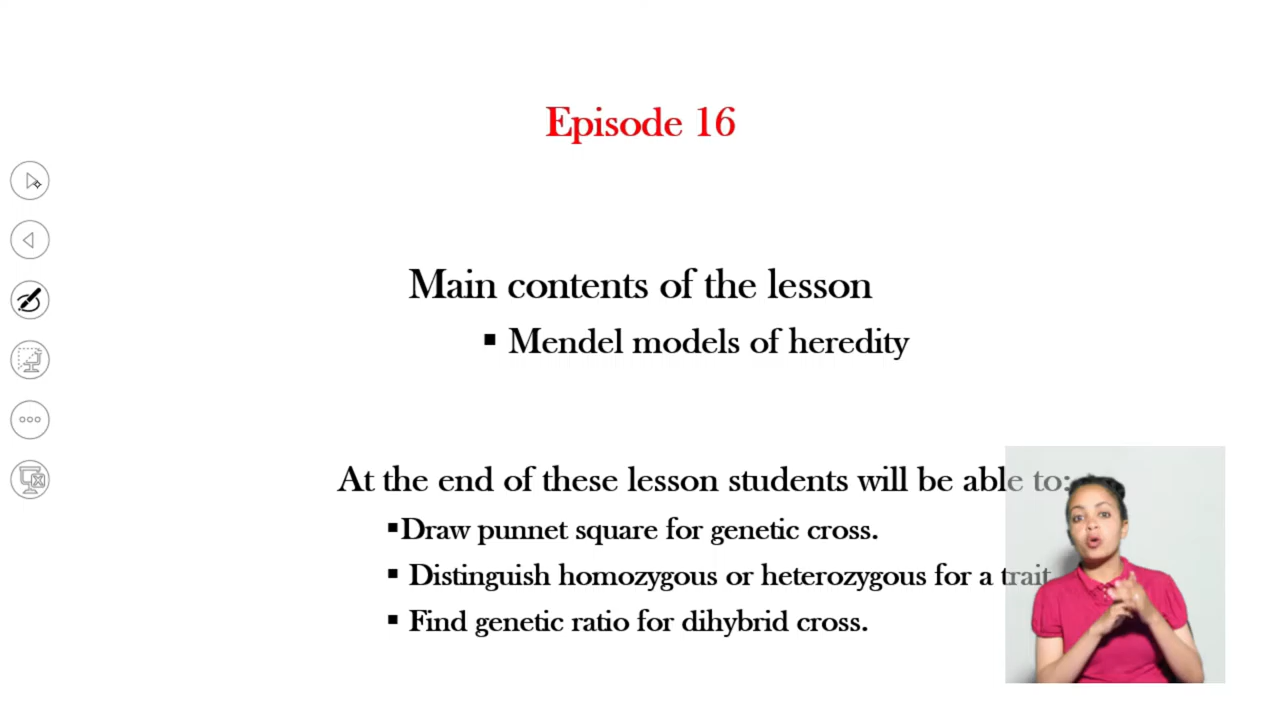 Episode 16
Main contents of the lesson
▪ Mendel models of heredity
At the end of these lesson students will be able to:
▪Draw punnet square for genetic cross.
▪ Distinguish homozygous or heterozygous for a trait
▪ Find genetic ratio for dihybrid cross.